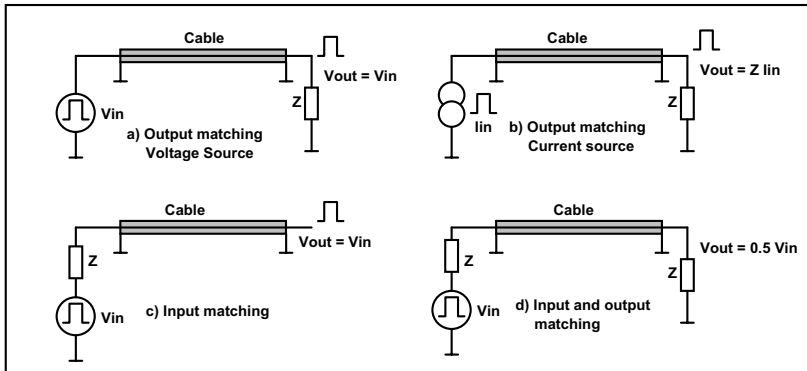 Cable
Vout = Vin
Z
Vin
a) Output matching
Voltage Source
Cable
Vout = Z Iin
Z
Iin
b) Output matching
Current source
Cable
Vout = Vin
Z
Vin
c) Input matching
Cable
Vout = 0.5 Vin
Z
Z
Vin
d) Input and output
matching